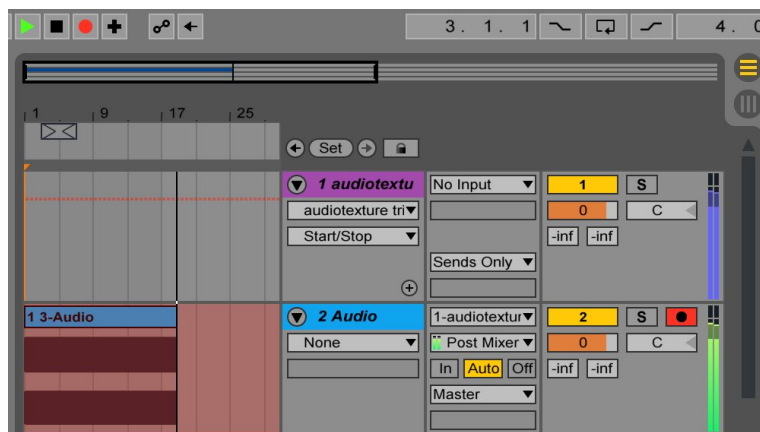 3. 1. 1
4. 0
1 9 17 25
Set
1 audiotextu No Input 1 S
audiotexture tri 0 C
Start/Stop -inf -inf
Sends Only
1 3-Audio 2 Audio 1-audiotextur 2 S
None Post Mixer 0 C
In Auto Off -inf -inf
Master